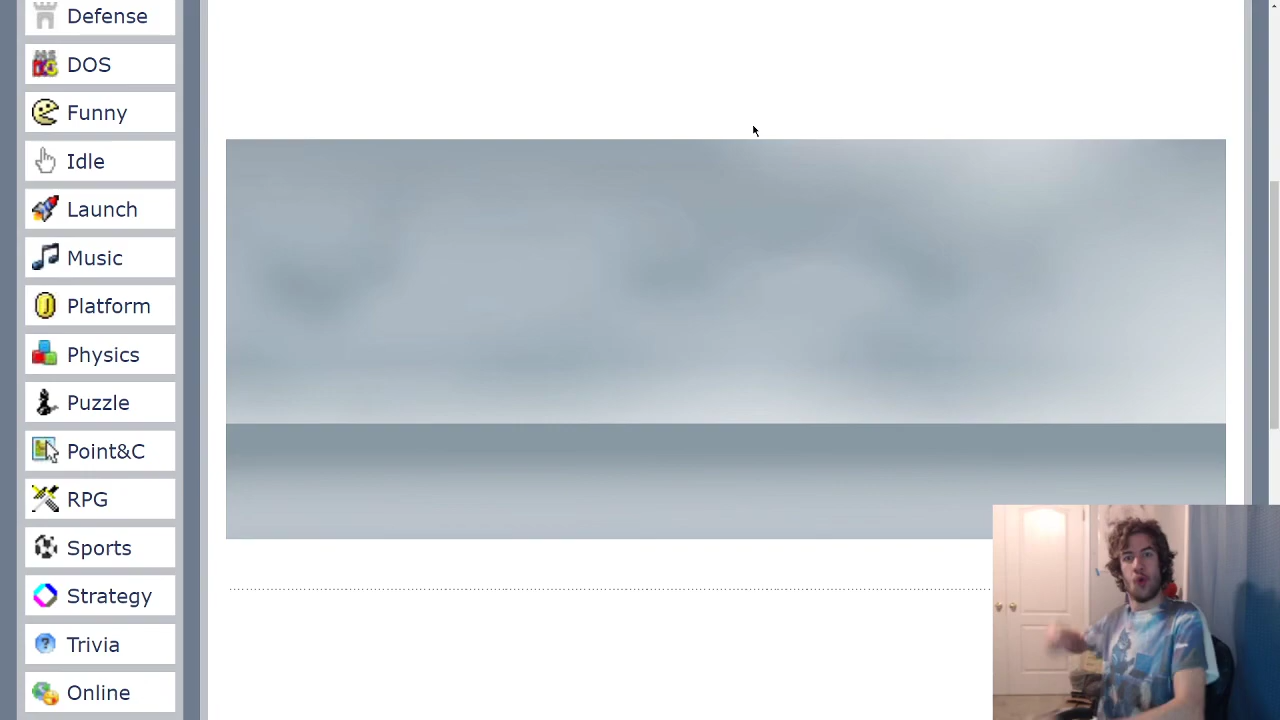 Defense
DOS
Funny
Idle
Launch
Music
Platform
Physics
Puzzle
Point&C
RPG
Sports
Strategy
Trivia
Online